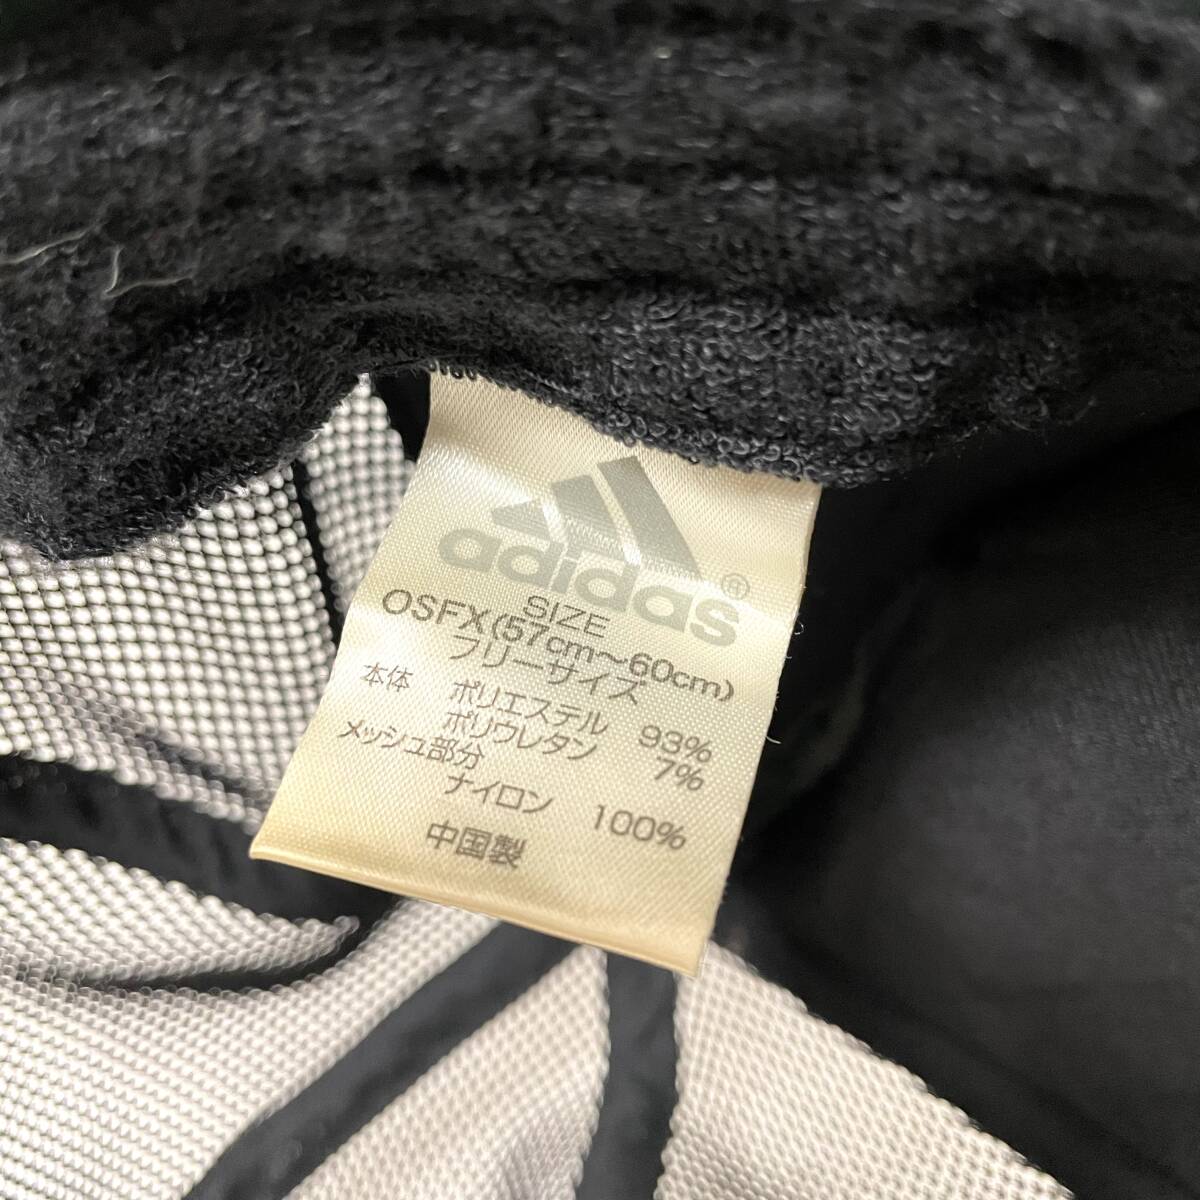 adidas®
SIZE
OSFX(57cm〜60cm)
フリーサイズ
本体 ポリエステル 93%
ポリウレタン 7%
メッシュ部分
ナイロン 100%
中国製